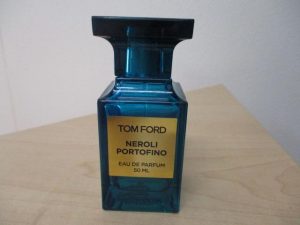 TOM FORD
NEROLI
PORTOFINO
EAU DE PARFUM
50 ML